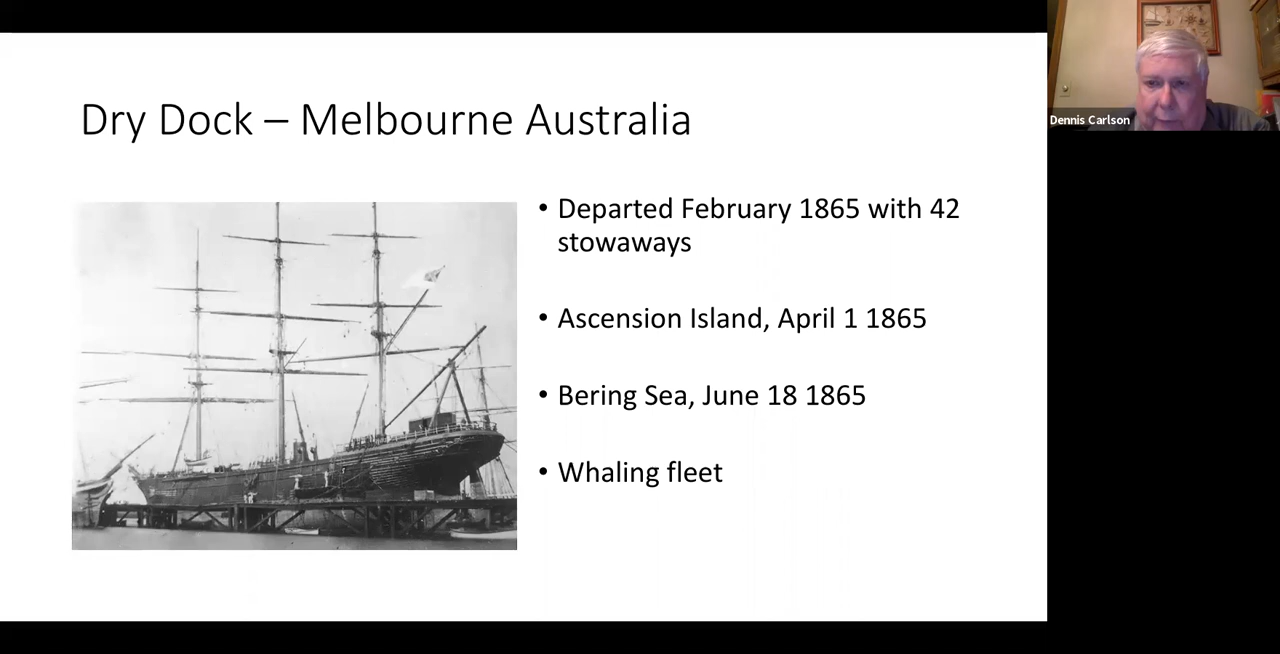 Dry Dock – Melbourne Australia
• Departed February 1865 with 42
stowaways
• Ascension Island, April 1 1865
• Bering Sea, June 18 1865
• Whaling fleet
Dennis Carlson